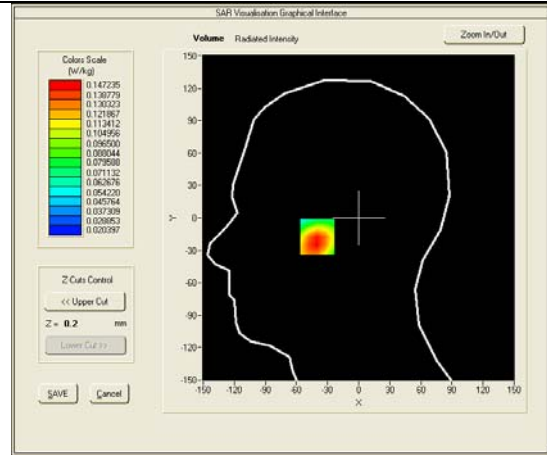 SAR Visualisation Graphical Interface
Volume Radiated Intensity
Zoom In/Out
Colors Scale
(W/kg)
0.147235
0.138779
0.130323
0.121867
0.113412
0.104956
0.096500
0.088044
0.079588
0.071132
0.062676
0.054220
0.045764
0.037309
0.028853
0.020397
Z Cuts Control
<< Upper Cut
Z = 0.2 mm
Lower Cut >>
SAVE
Cancel
150
120
90
60
30
0
-30
-60
-90
-120
-150
Y
-150 -120 -90 -60 -30 0 30 60 90 120 150
X